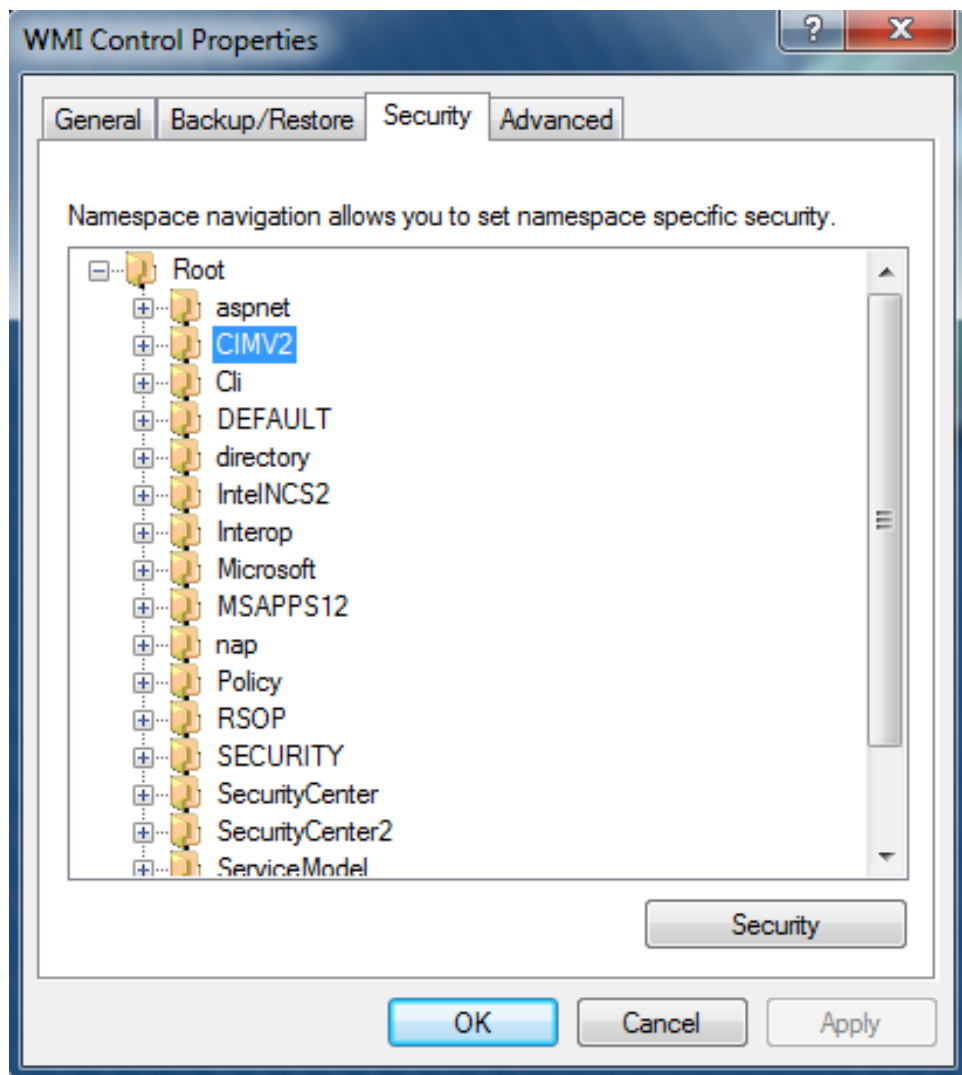 WMI Control Properties
General Backup/Restore Security Advanced
Namespace navigation allows you to set namespace specific security.
Root
aspnet
CIMV2
Cli
DEFAULT
directory
IntelNCS2
Interop
Microsoft
MSAPPS12
nap
Policy
RSOP
SECURITY
SecurityCenter
SecurityCenter2
ServiceModel
Security
OK Cancel Apply